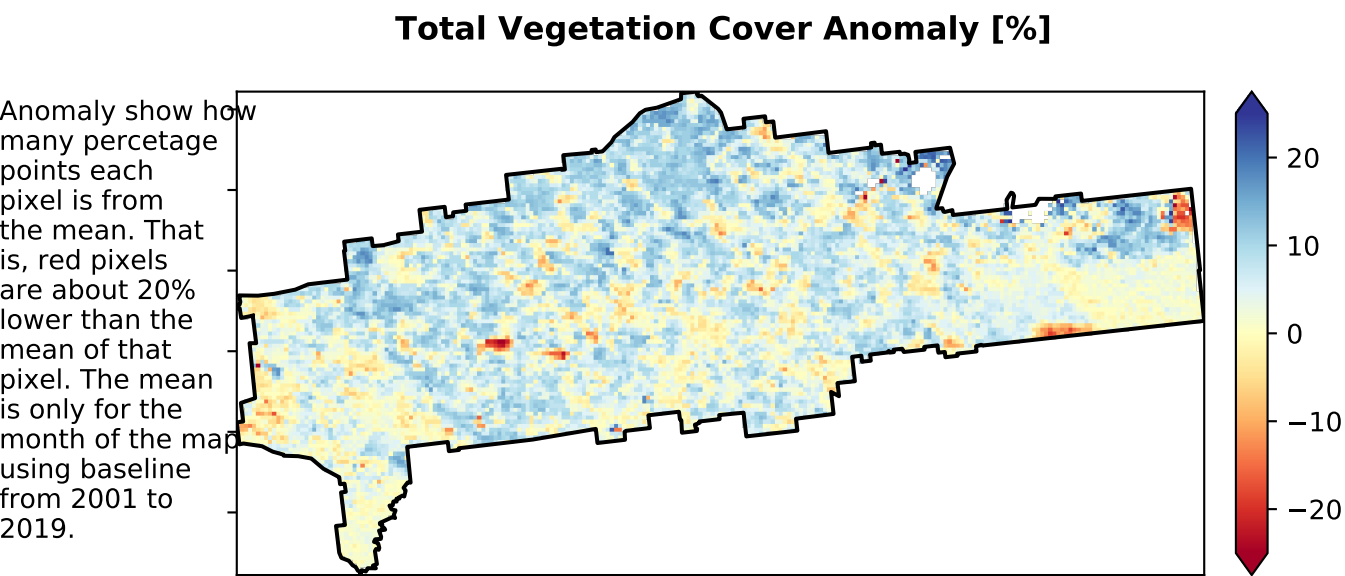 Total Vegetation Cover Anomaly [%]
Anomaly show how
many percetage
points each
pixel is from
the mean. That
is, red pixels
are about 20%
lower than the
mean of that
pixel. The mean
is only for the
month of the map
using baseline
from 2001 to
2019.
20
10
0
−10
−20